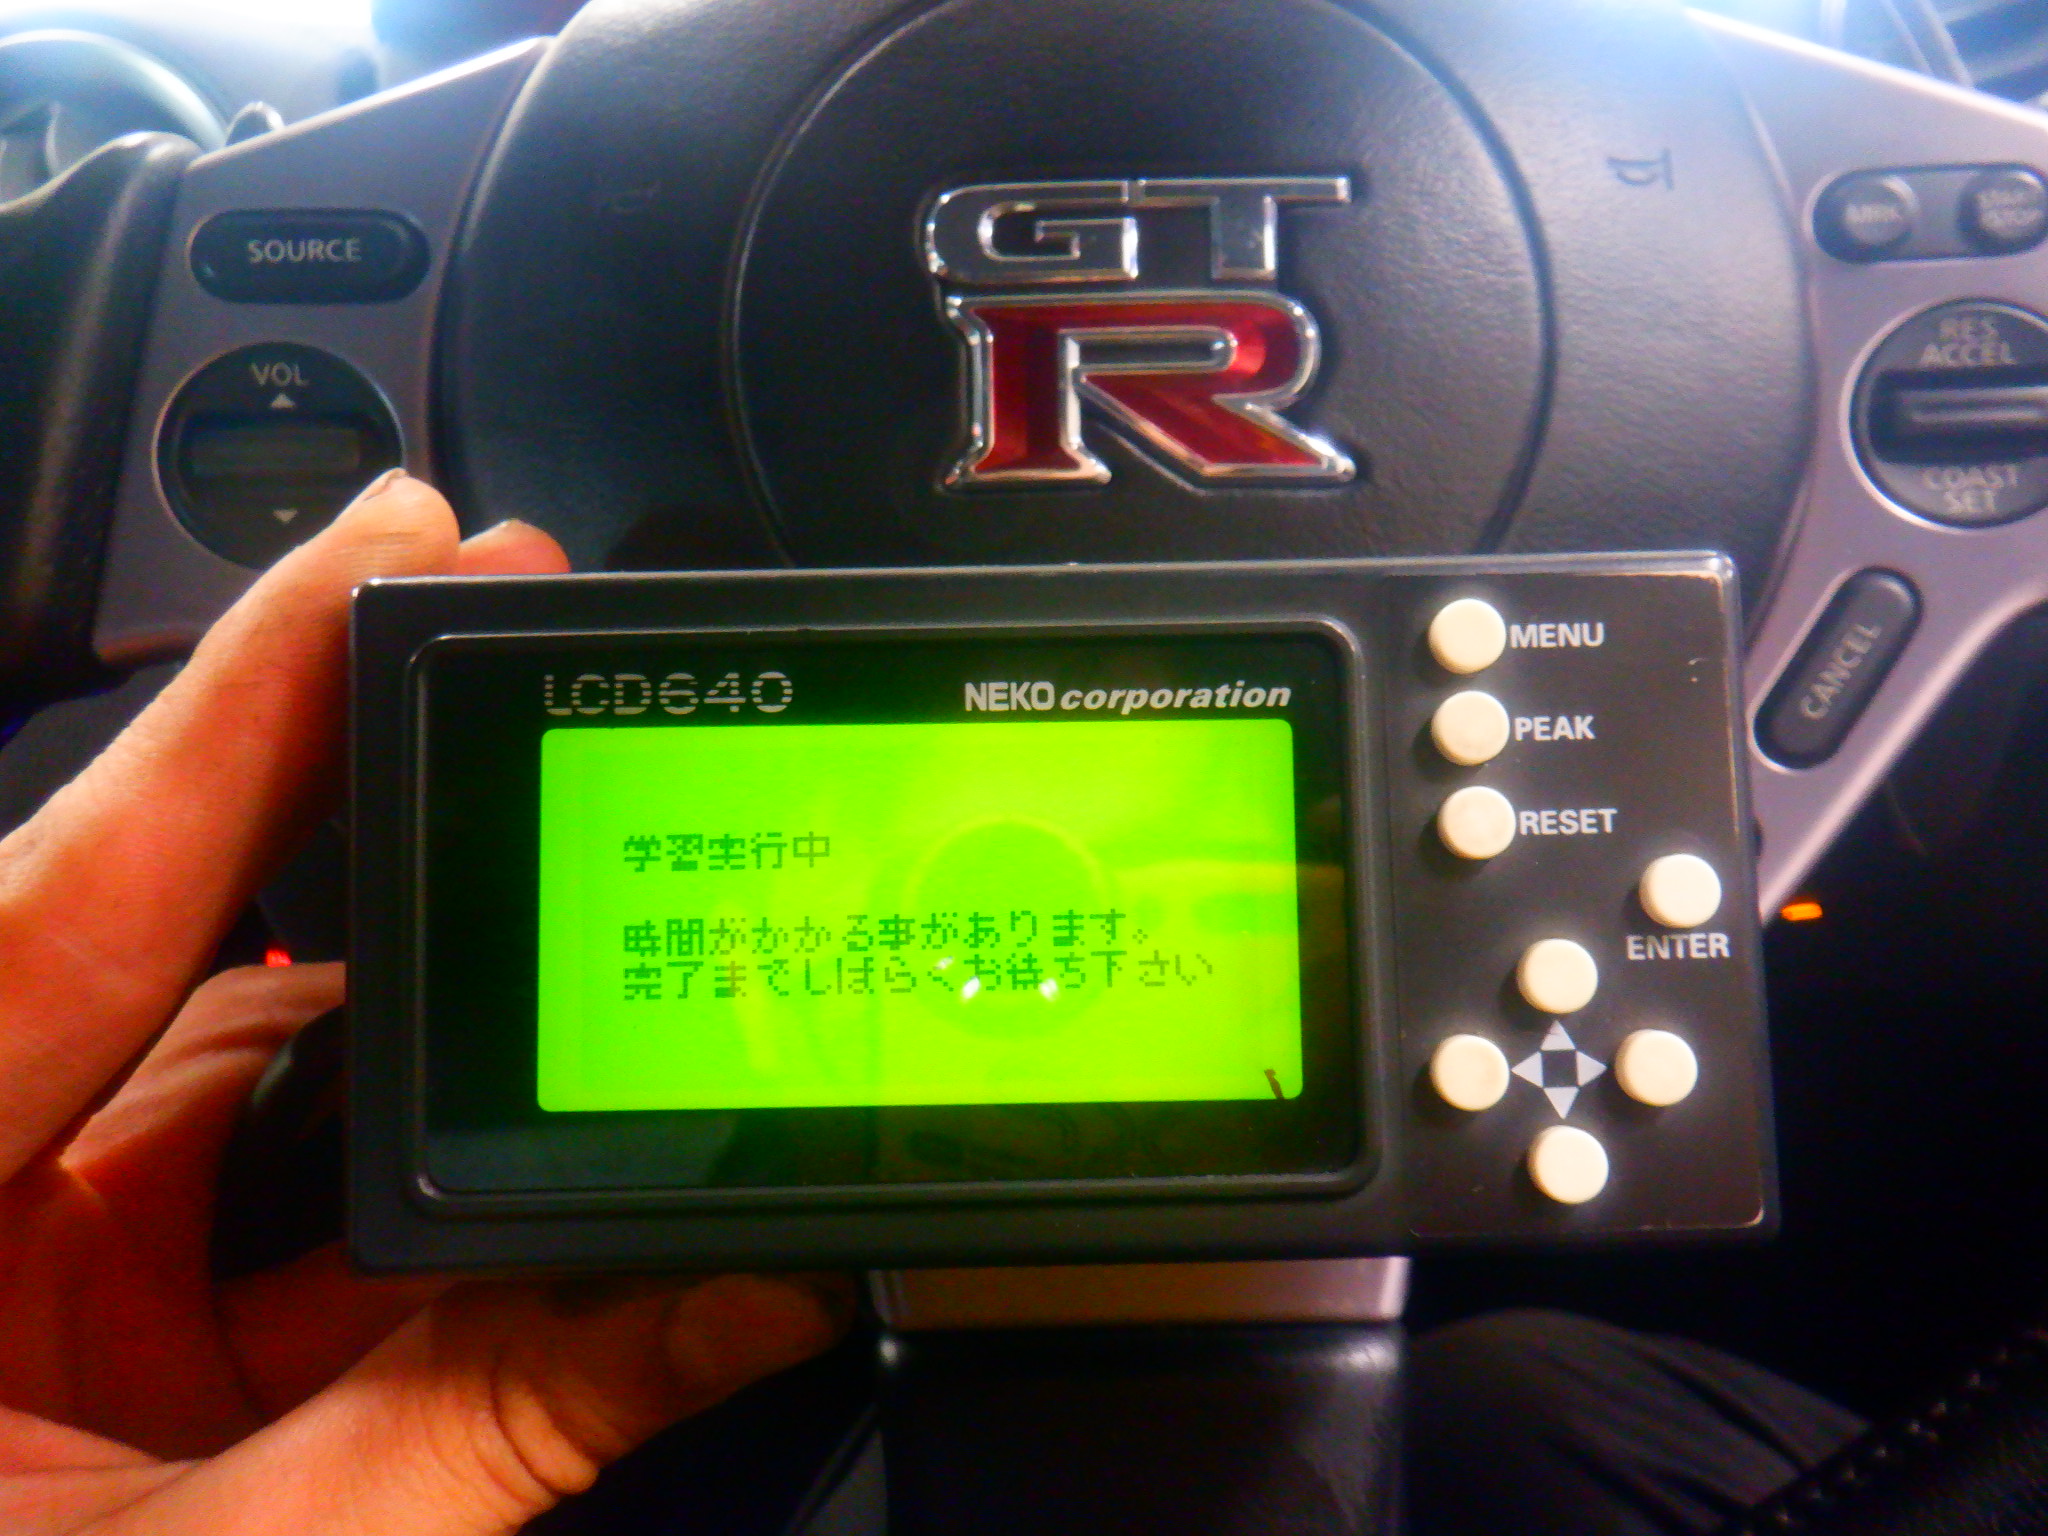 GT
R
SOURCE
VOL
RES
ACCEL
COAST
SET
CANCEL
LCD640
NEKO corporation
学習実行中
時間がかかる事があります。
完了までしばらくお待ち下さい
MENU
PEAK
RESET
ENTER